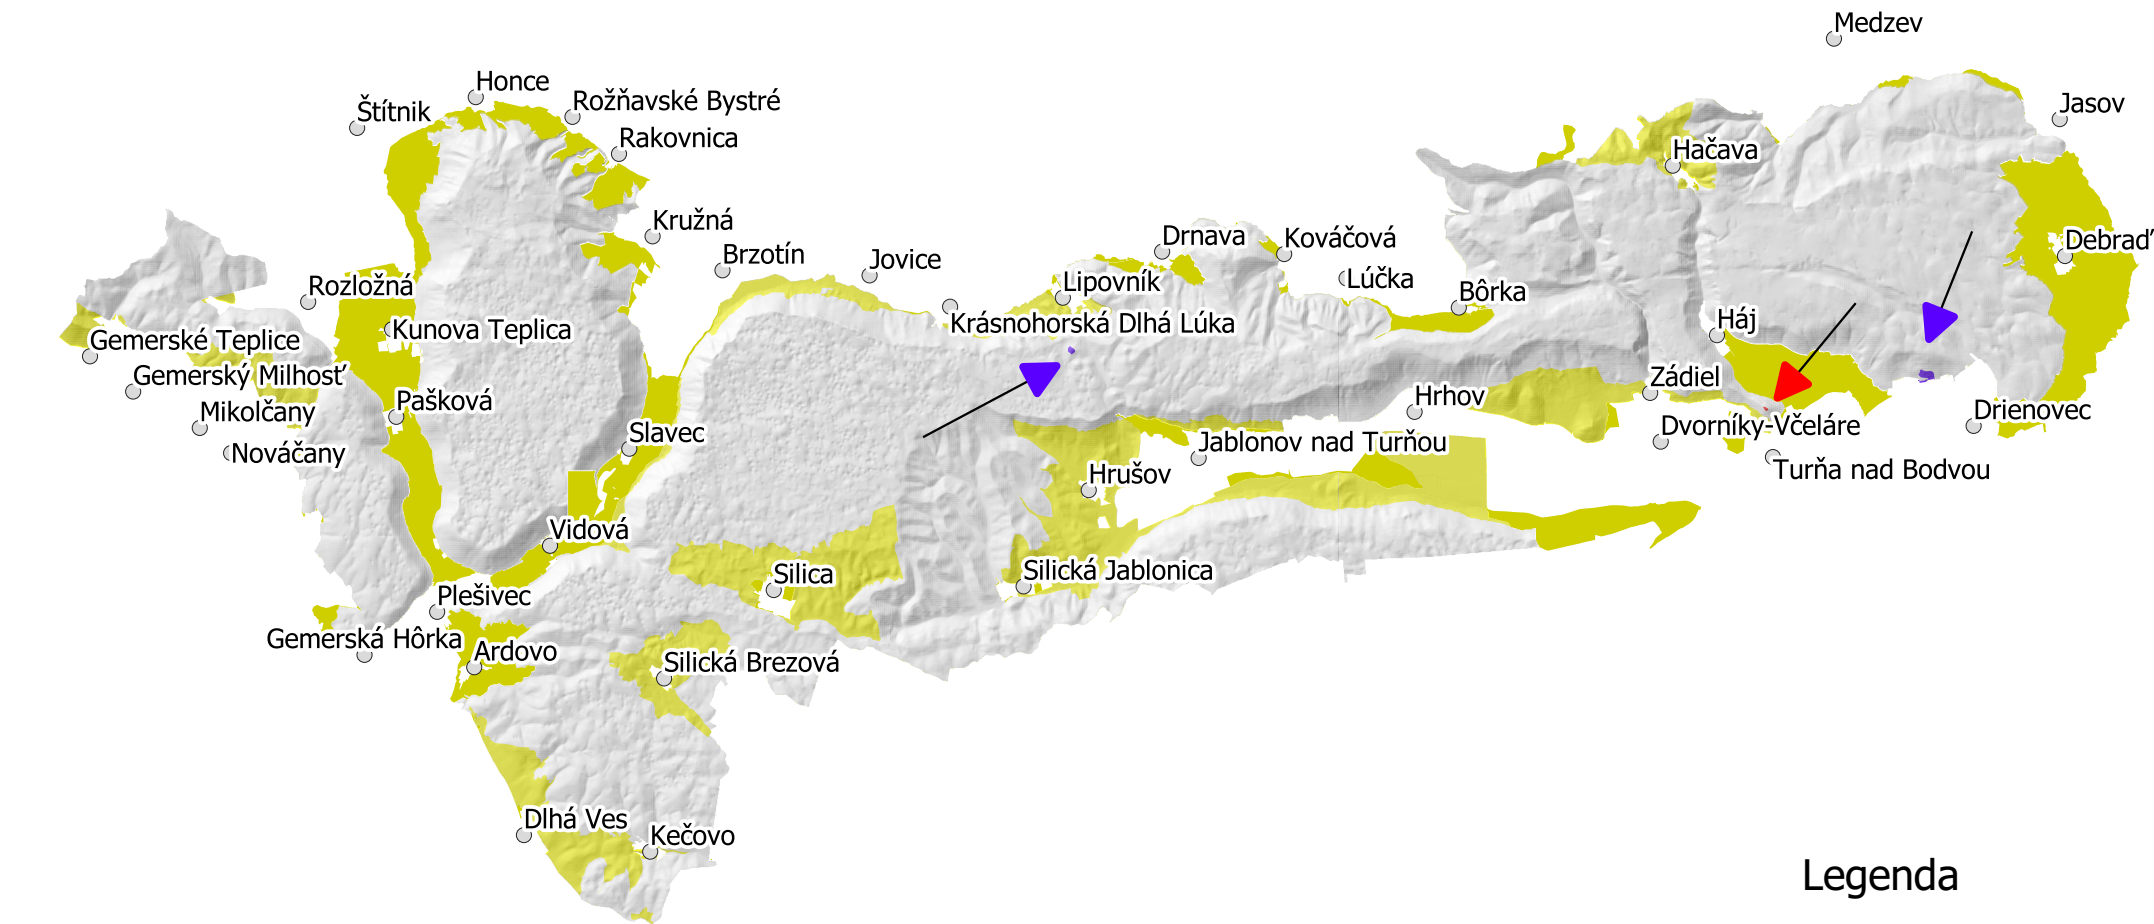 Medzev
Honce
Štítnik
Rožňavské Bystré
Jasov
Rakovnica
Hačava
Kružná
Drnava
Kováčová
Debraď
Brzotín
Jovice
Lipovník
Lúčka
Rozložná
Bôrka
Krásnohorská Dlhá Lúka
Háj
Kunova Teplica
Gemerské Teplice
Gemerský Milhosť
Zádiel
Pašková
Hrhov
Mikolčany
Drienovec
Dvorníky-Včeláre
Slavec
Jablonov nad Turňou
Nováčany
Turňa nad Bodvou
Hrušov
Vidová
Silica
Silická Jablonica
Plešivec
Gemerská Hôrka
Ardovo
Silická Brezová
Dlhá Ves
Kečovo
Legenda